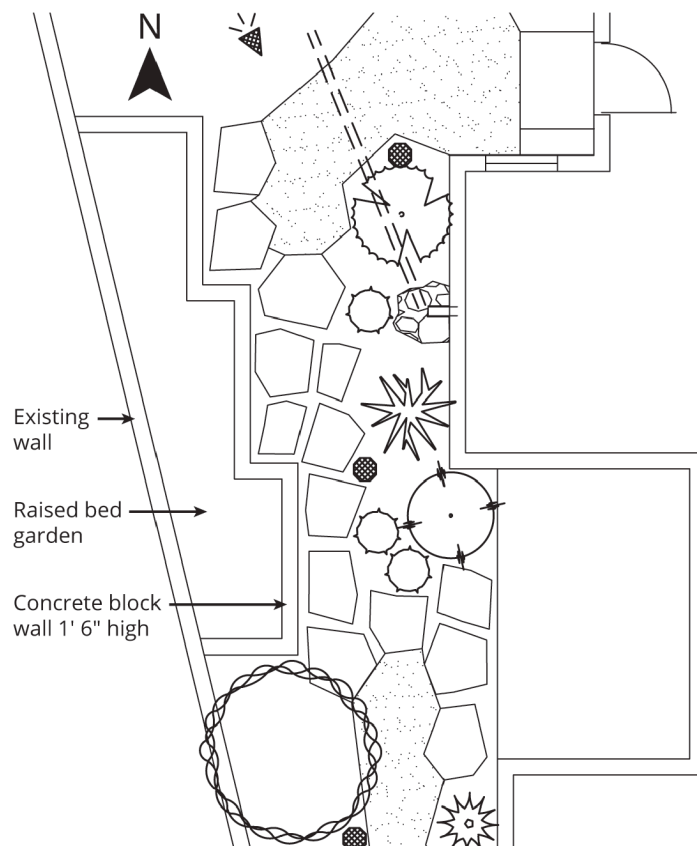 N
Existing
wall
Raised bed
garden
Concrete block
wall 1' 6" high